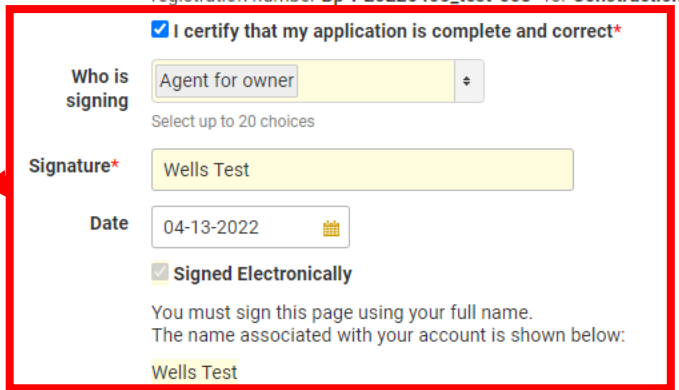 I certify that my application is complete and correct*
Who is signing
Agent for owner
Select up to 20 choices
Signature*
Wells Test
Date
04-13-2022
Signed Electronically
You must sign this page using your full name.
The name associated with your account is shown below:
Wells Test